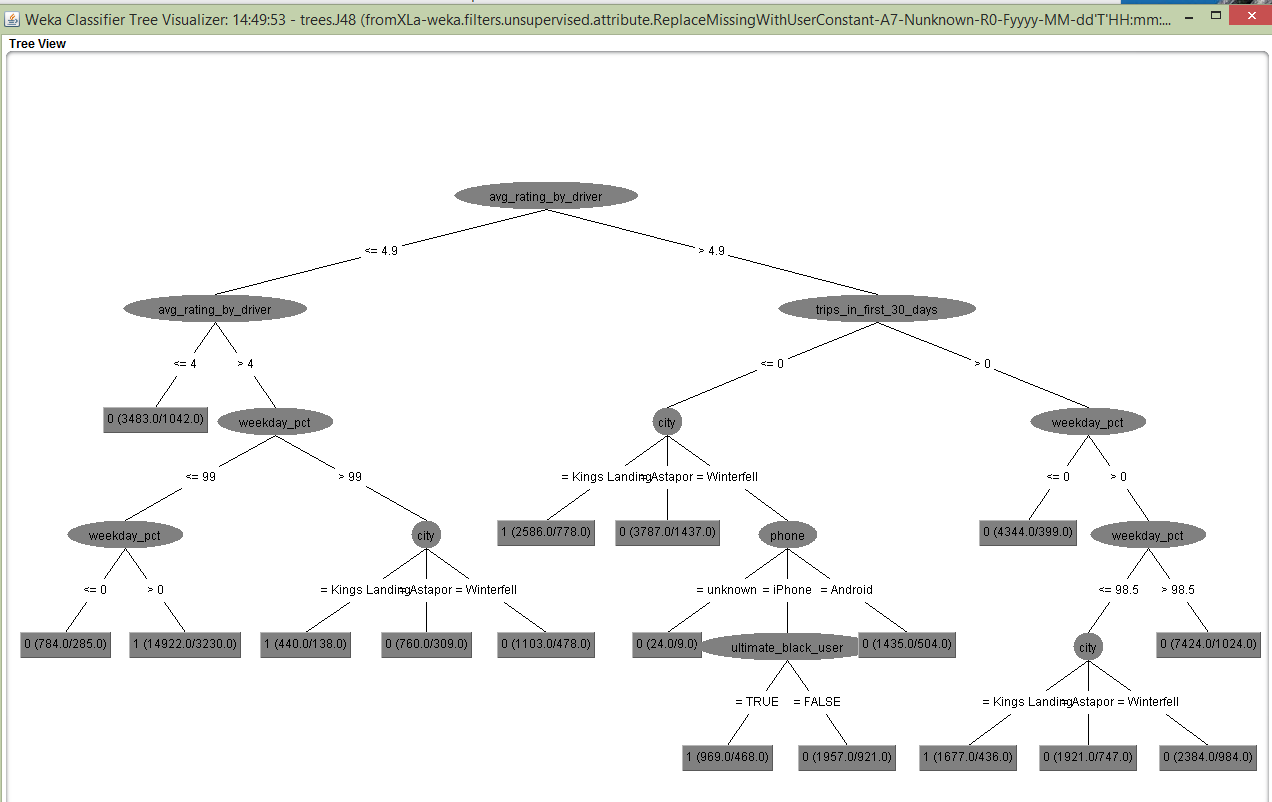 Weka Classifier Tree Visualizer: 14:49:53 - trees.J48 (fromXLa-weka.filters.unsupervised.attribute.ReplaceMissingWithUserConstant-A7-Nunknown-R0-Fyyyy-MM-dd'T'HH:mm:...
Tree View
avg_rating_by_driver
<= 4.9 > 4.9
avg_rating_by_driver trips_in_first_30_days
<= 4 > 4 <= 0 > 0
0 (3483.0/1042.0) weekday_pct city weekday_pct
<= 99 > 99 = Kings Landing = Astapor = Winterfell <= 0 > 0
weekday_pct city 1 (2586.0/778.0) 0 (3787.0/1437.0) phone 0 (4344.0/399.0) weekday_pct
<= 0 > 0 = Kings Landing = Astapor = Winterfell = unknown = iPhone = Android <= 98.5 > 98.5
0 (784.0/285.0) 1 (14922.0/3230.0) 1 (440.0/138.0) 0 (760.0/309.0) 0 (1103.0/478.0) 0 (24.0/9.0) ultimate_black_user 0 (1435.0/504.0) city 0 (7424.0/1024.0)
= TRUE = FALSE = Kings Landing = Astapor = Winterfell
1 (969.0/468.0) 0 (1957.0/921.0) 1 (1677.0/436.0) 0 (1921.0/747.0) 0 (2384.0/984.0)